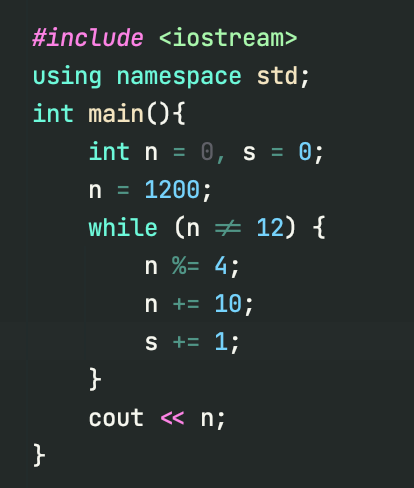 #include <iostream>
using namespace std;
int main(){
    int n = 0, s = 0;
    n = 1200;
    while (n != 12) {
        n %= 4;
        n += 10;
        s += 1;
    }
    cout << n;
}